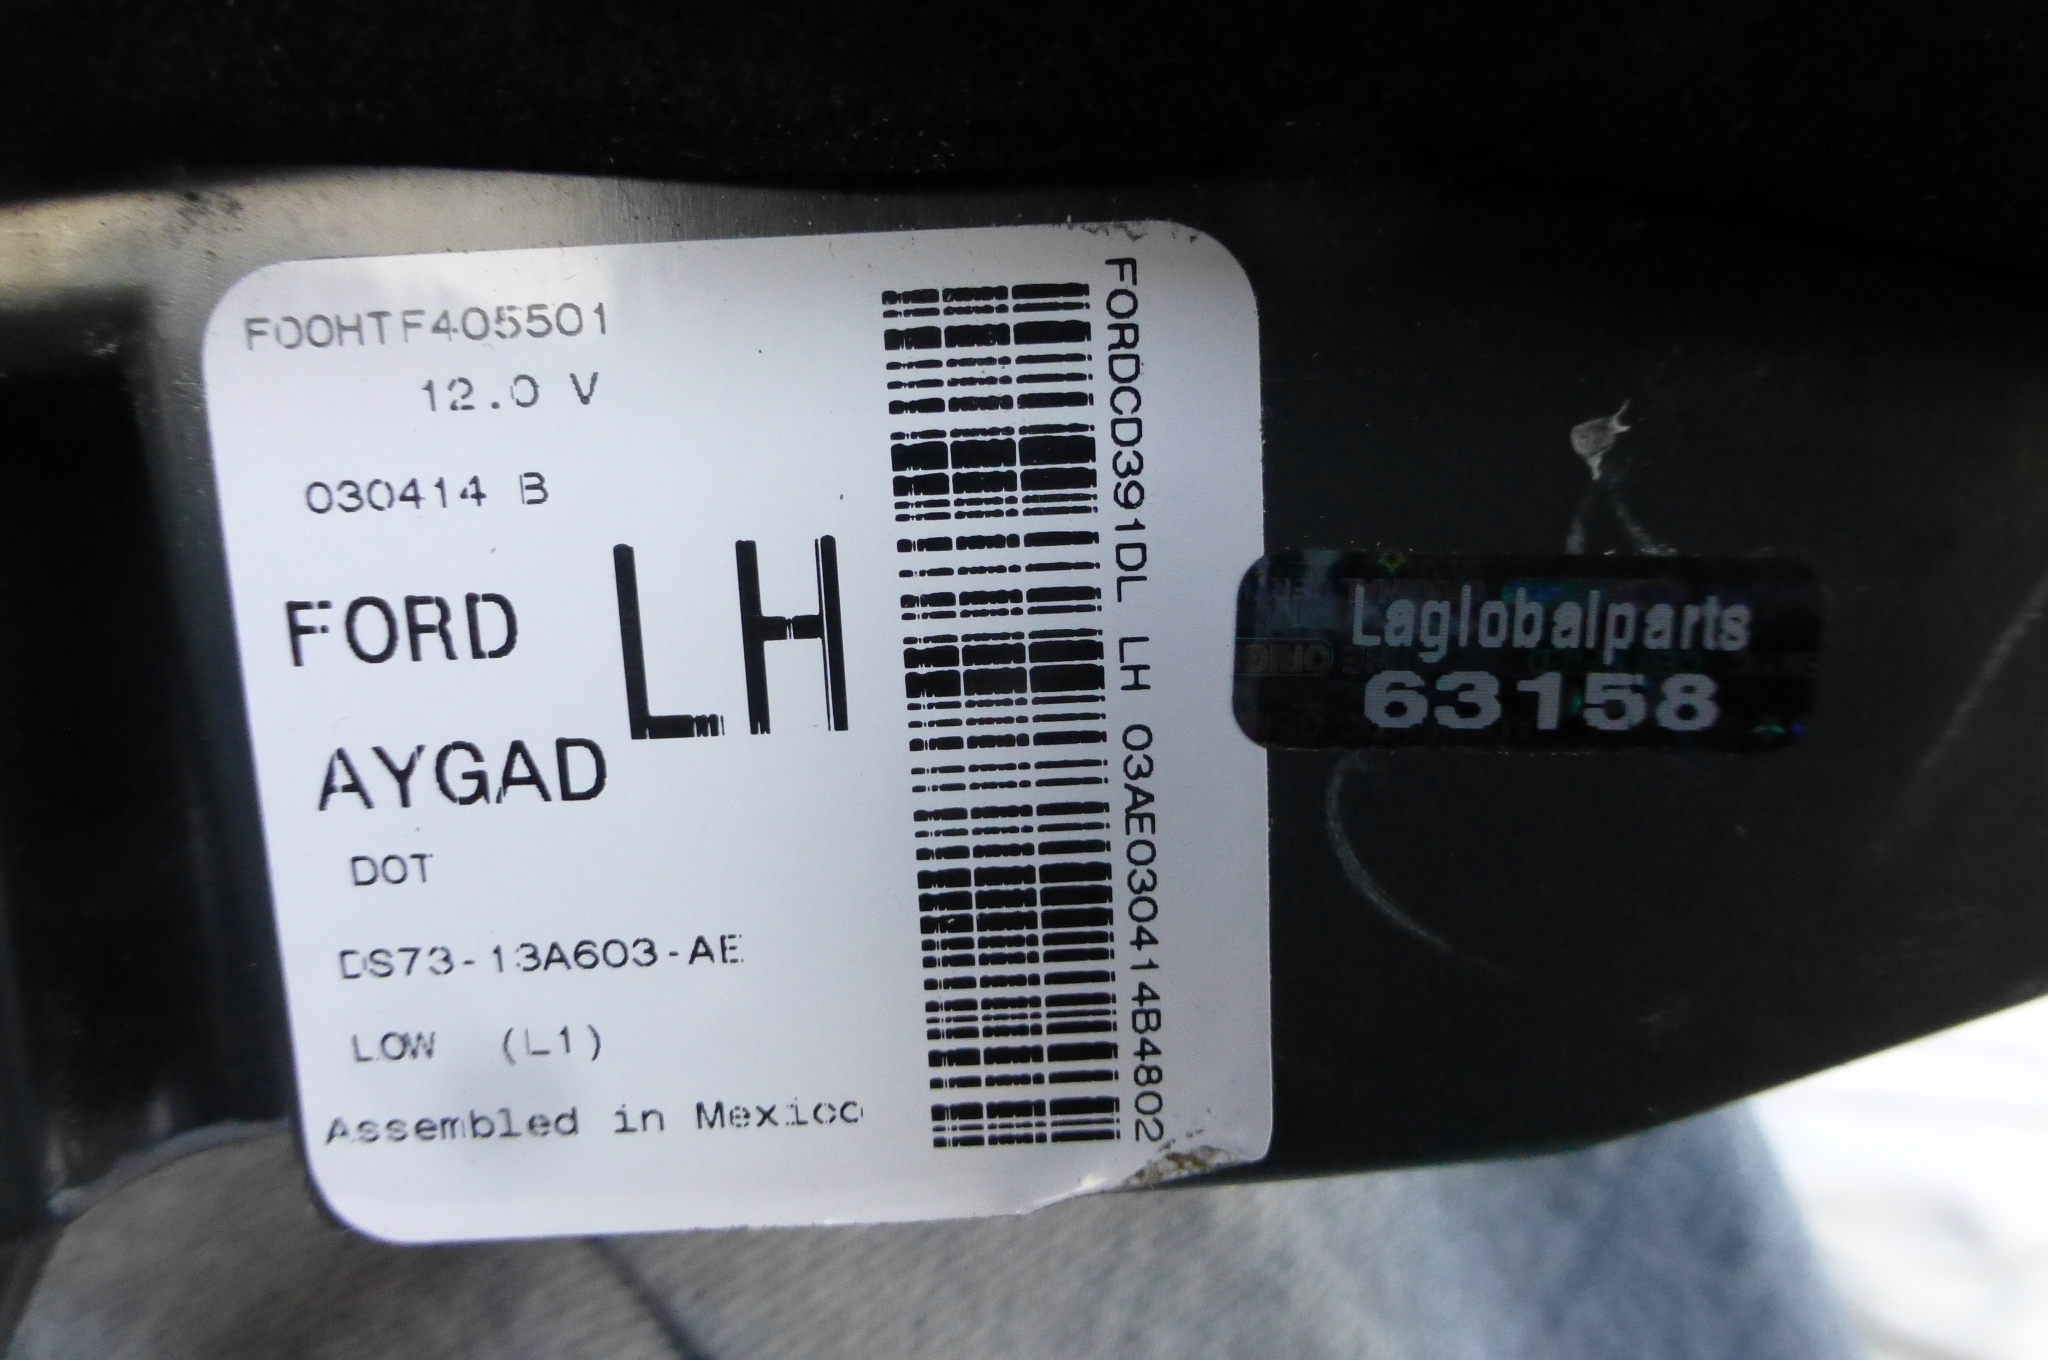 F00HTF405501
12.0 V
030414 B
FORD
LH
AYGAD
DOT
DS73-13A603-AE
LOW (L1)
Assembled in Mexico
FORDCD391DL LH 03AE030414B4802
Laglobalparts
63158